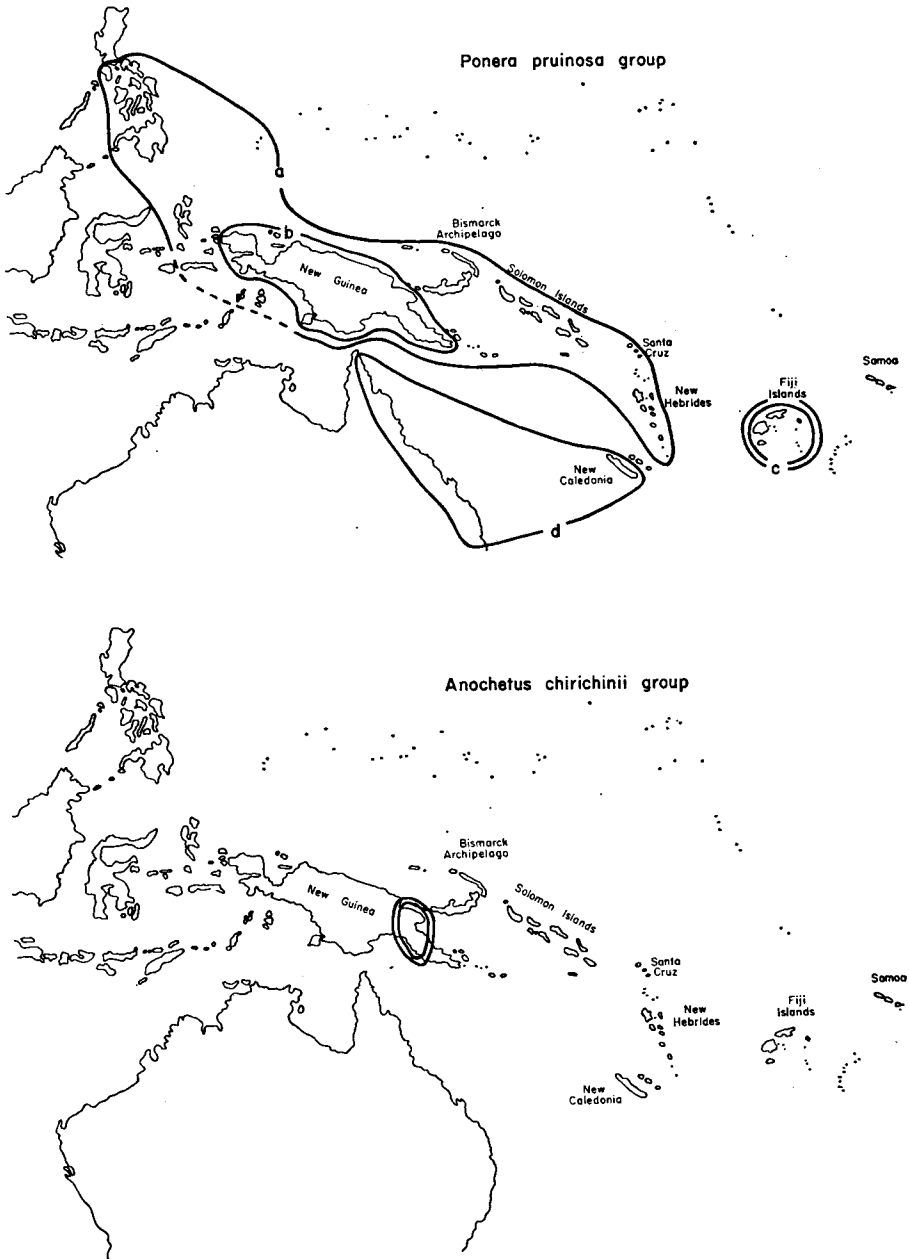 Ponera pruinosa group
a
b
Bismarck
Archipelago
New Guinea
Solomon Islands
Santa
Cruz
New
Hebrides
Fiji
Islands
Samoa
c
New
Caledonia
d
Anochetus chirichinii group
Bismarck
Archipelago
New Guinea
Solomon Islands
Santa
Cruz
New
Hebrides
Fiji
Islands
Samoa
New
Caledonia